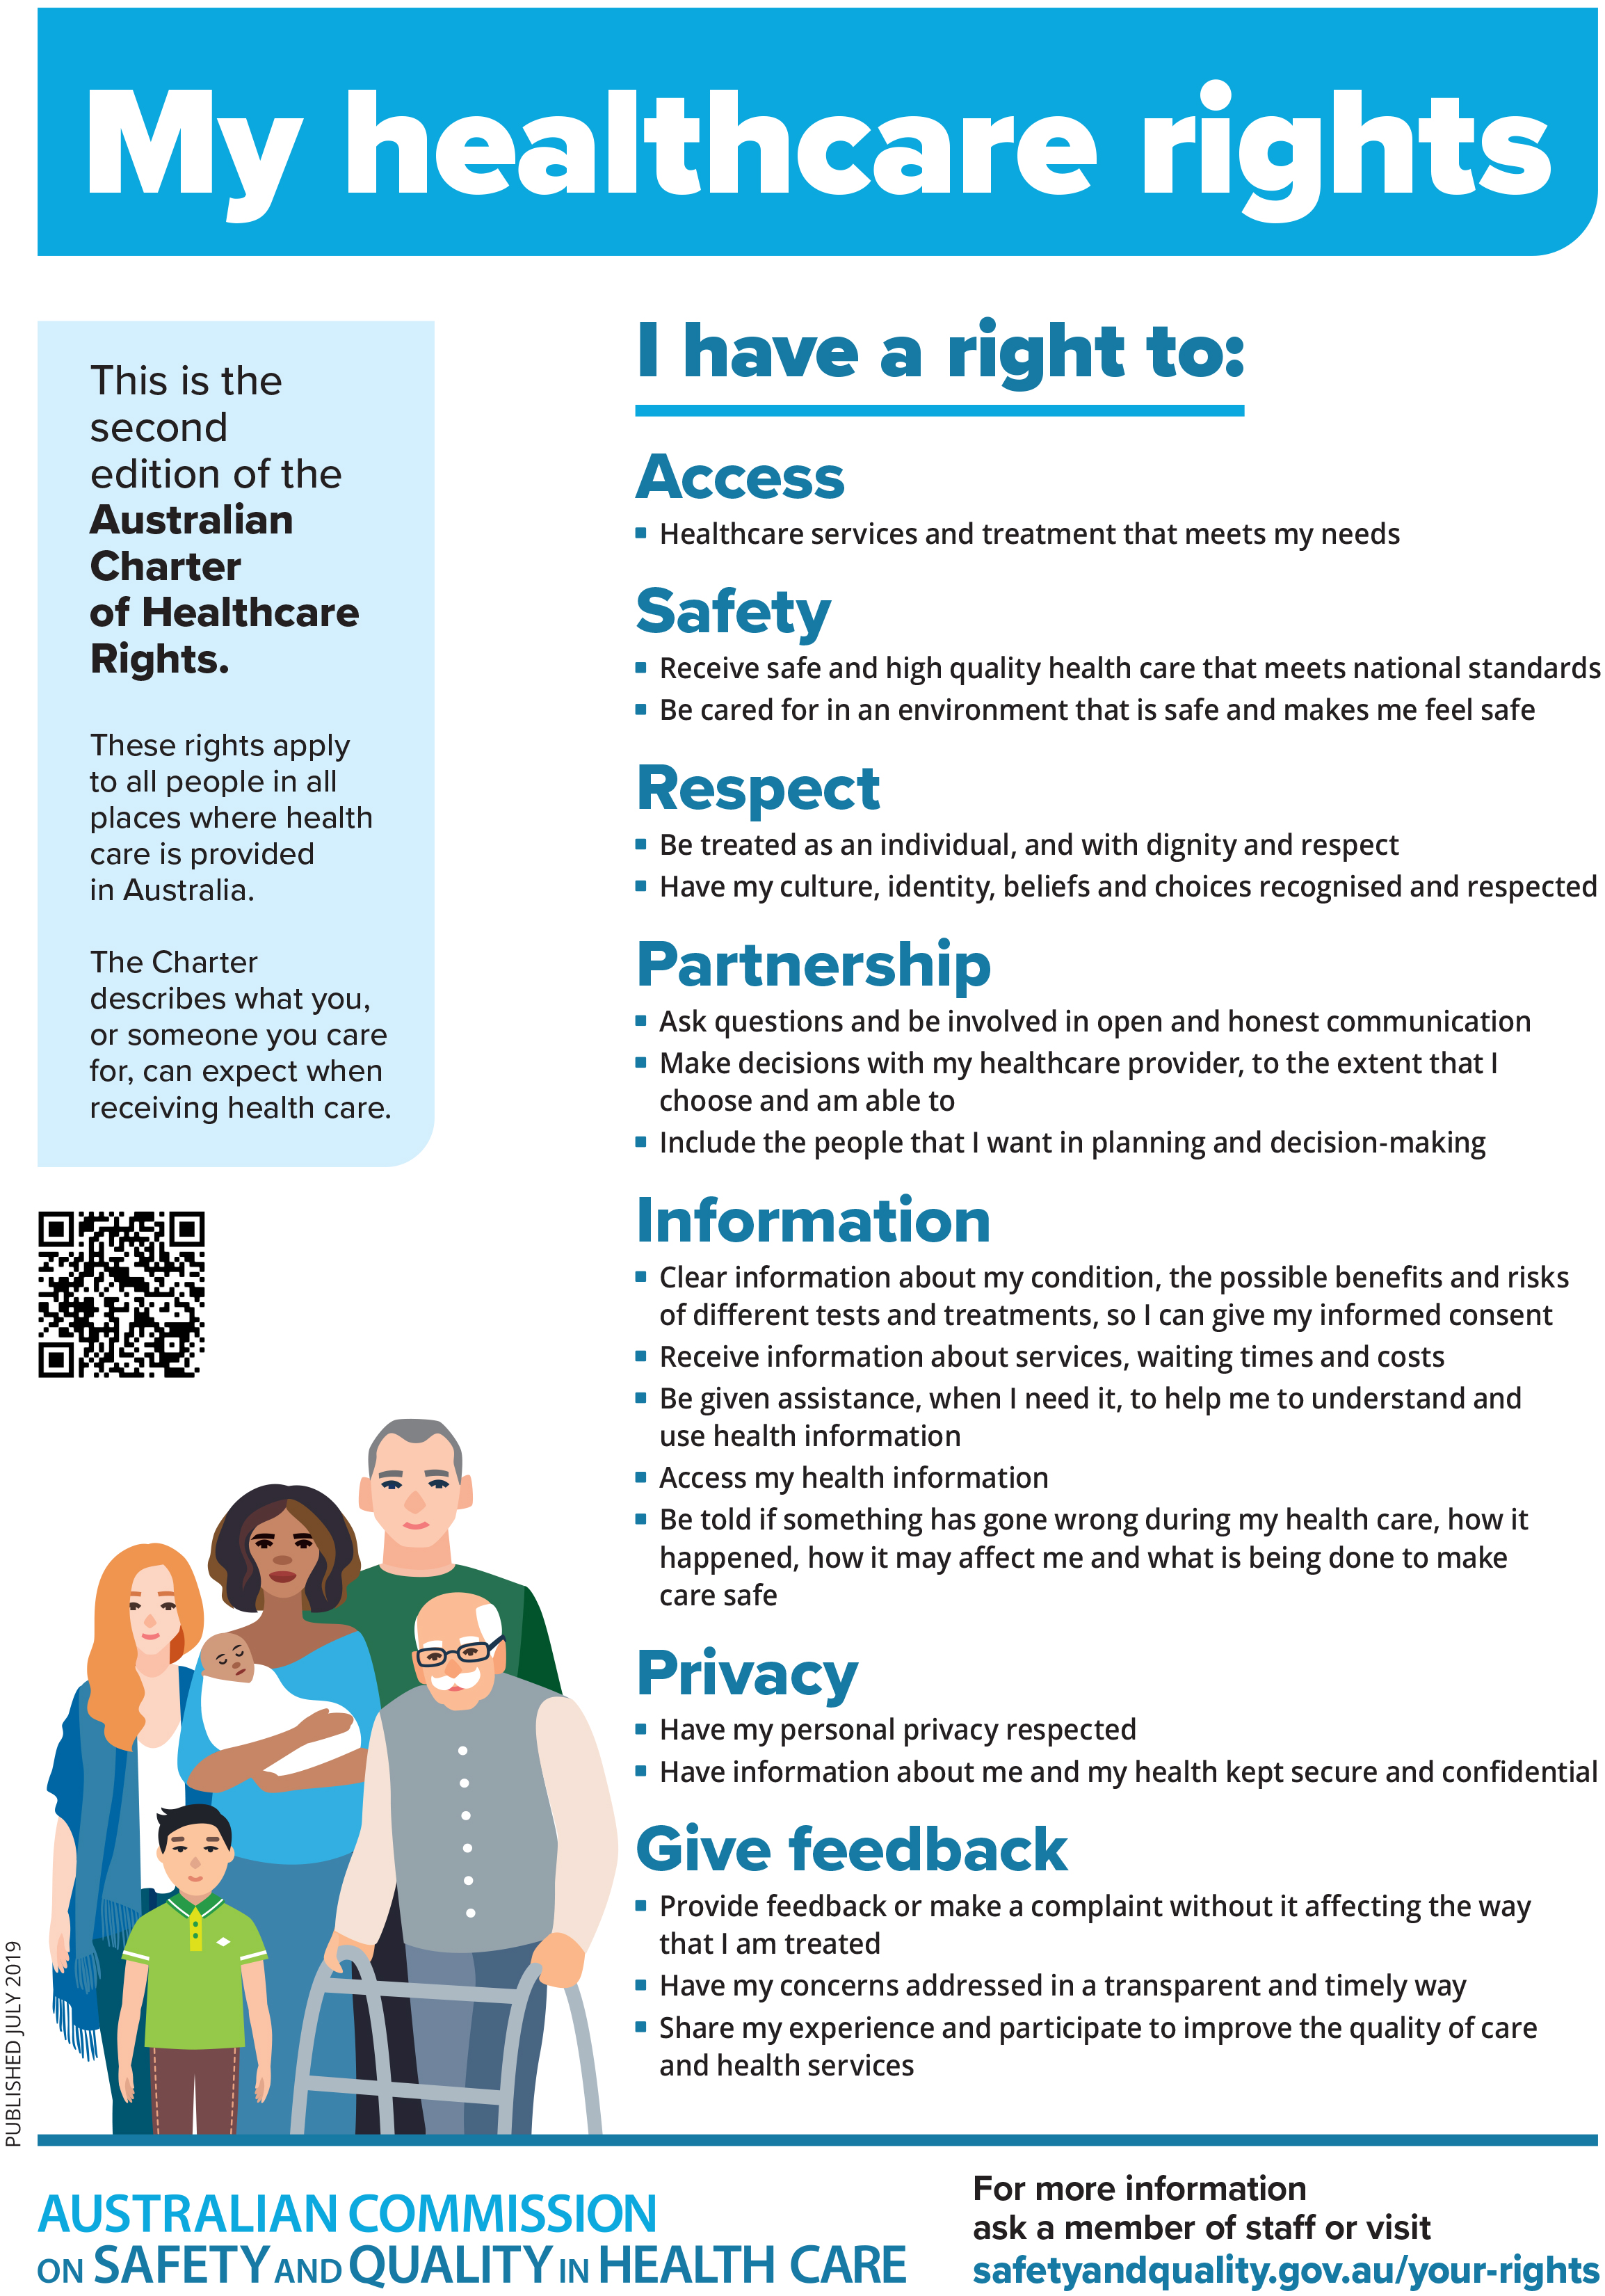 My healthcare rights
This is the
second
edition of the
Australian
Charter
of Healthcare
Rights.
These rights apply
to all people in all
places where health
care is provided
in Australia.
The Charter
describes what you,
or someone you care
for, can expect when
receiving health care.
I have a right to:
Access
Healthcare services and treatment that meets my needs
Safety
Receive safe and high quality health care that meets national standards
Be cared for in an environment that is safe and makes me feel safe
Respect
Be treated as an individual, and with dignity and respect
Have my culture, identity, beliefs and choices recognised and respected
Partnership
Ask questions and be involved in open and honest communication
Make decisions with my healthcare provider, to the extent that I
choose and am able to
Include the people that I want in planning and decision-making
Information
Clear information about my condition, the possible benefits and risks
of different tests and treatments, so I can give my informed consent
Receive information about services, waiting times and costs
Be given assistance, when I need it, to help me to understand and
use health information
Access my health information
Be told if something has gone wrong during my health care, how it
happened, how it may affect me and what is being done to make
care safe
Privacy
Have my personal privacy respected
Have information about me and my health kept secure and confidential
Give feedback
Provide feedback or make a complaint without it affecting the way
that I am treated
Have my concerns addressed in a transparent and timely way
Share my experience and participate to improve the quality of care
and health services
PUBLISHED JULY 2019
AUSTRALIAN COMMISSION
ON SAFETY AND QUALITY IN HEALTH CARE
For more information
ask a member of staff or visit
safetyandquality.gov.au/your-rights